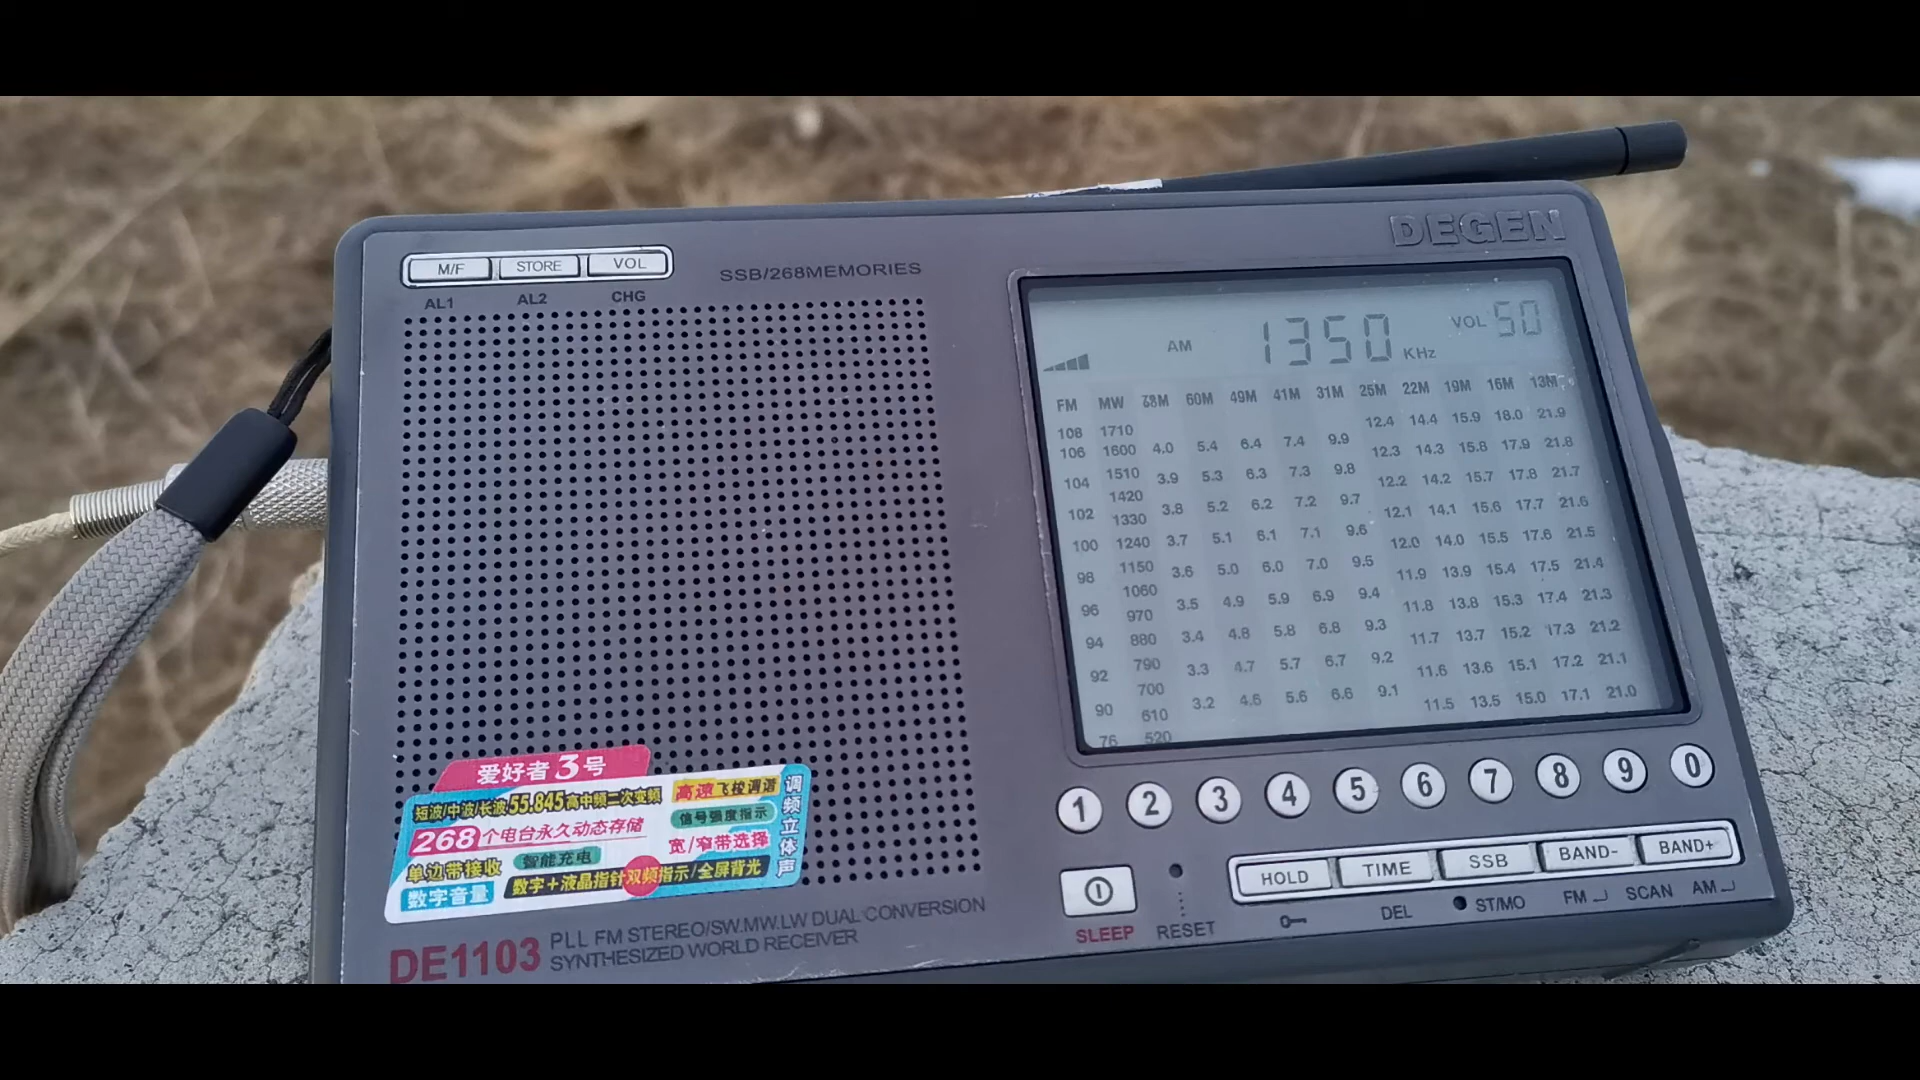 DEGEN
M/F STORE VOL
AL1 AL2 CHG
SSB/268MEMORIES
AM 1350 KHz VOL 50
FM MW 68M 60M 49M 41M 31M 25M 22M 19M 16M 13M
108 1710 12.4 14.4 15.9 18.0 21.9
106 1600 4.0 5.4 6.4 7.4 9.9 12.3 14.3 15.8 17.9 21.8
104 1510 3.9 5.3 6.3 7.3 9.8 12.2 14.2 15.7 17.8 21.7
1420
102 1330 3.8 5.2 6.2 7.2 9.7 12.1 14.1 15.6 17.7 21.6
100 1240 3.7 5.1 6.1 7.1 9.6 12.0 14.0 15.5 17.6 21.5
98 1150 3.6 5.0 6.0 7.0 9.5 11.9 13.9 15.4 17.5 21.4
1060
96 970 3.5 4.9 5.9 6.9 9.4 11.8 13.8 15.3 17.4 21.3
94 880 3.4 4.8 5.8 6.8 9.3 11.7 13.7 15.2 17.3 21.2
92 790 3.3 4.7 5.7 6.7 9.2 11.6 13.6 15.1 17.2 21.1
700
90 610 3.2 4.6 5.6 6.6 9.1 11.5 13.5 15.0 17.1 21.0
76 520
1 2 3 4 5 6 7 8 9 0
HOLD TIME SSB BAND- BAND+
DEL ST/MO FM SCAN AM
SLEEP RESET
爱好者3号
短波/中波/长波55.845高中频二次变频
268个电台永久动态存储
单边带接收 智能充电
数字音量 数字+液晶指针双频指示/全屏背光
高速飞梭调谐
信号强度指示
宽/窄带选择
调频立体声
DE1103 PLL FM STEREO/SW.MW.LW DUAL CONVERSION
SYNTHESIZED WORLD RECEIVER